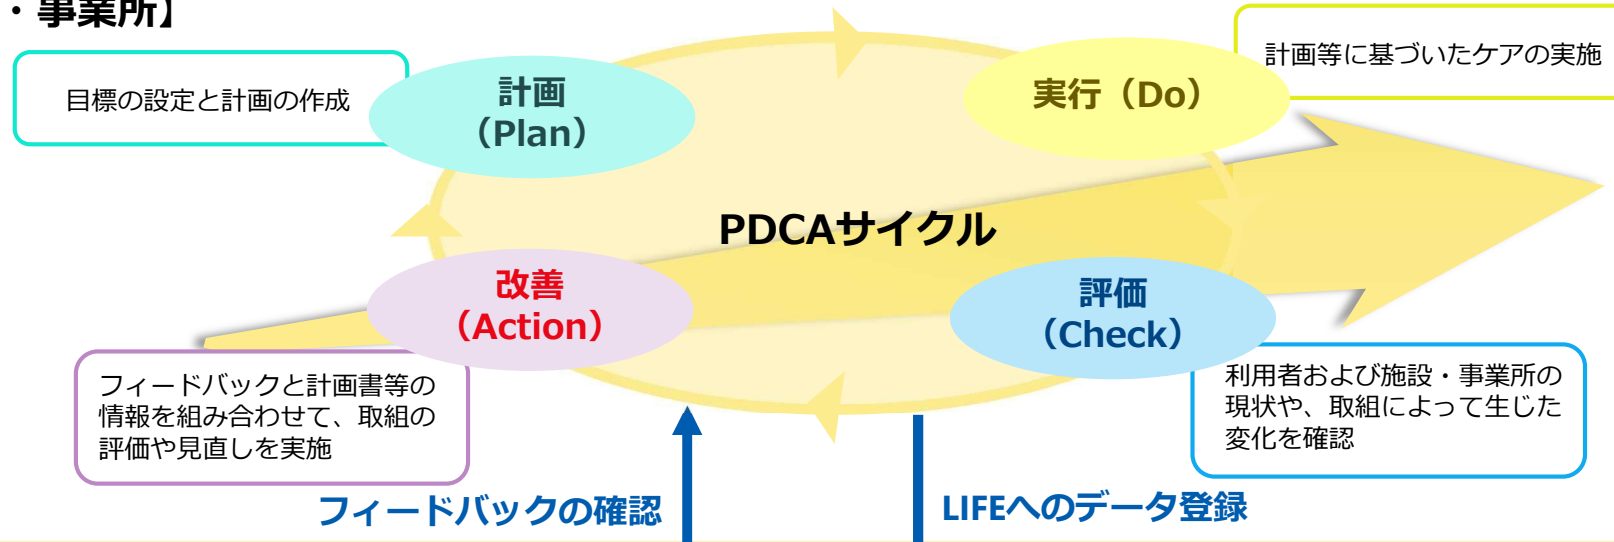 ・事業所】
目標の設定と計画の作成
計画
（Plan）
実行（Do）
計画等に基づいたケアの実施
PDCAサイクル
改善
（Action）
評価
（Check）
フィードバックと計画書等の
情報を組み合わせて、取組の
評価や見直しを実施
利用者および施設・事業所の
現状や、取組によって生じた
変化を確認
フィードバックの確認
LIFEへのデータ登録